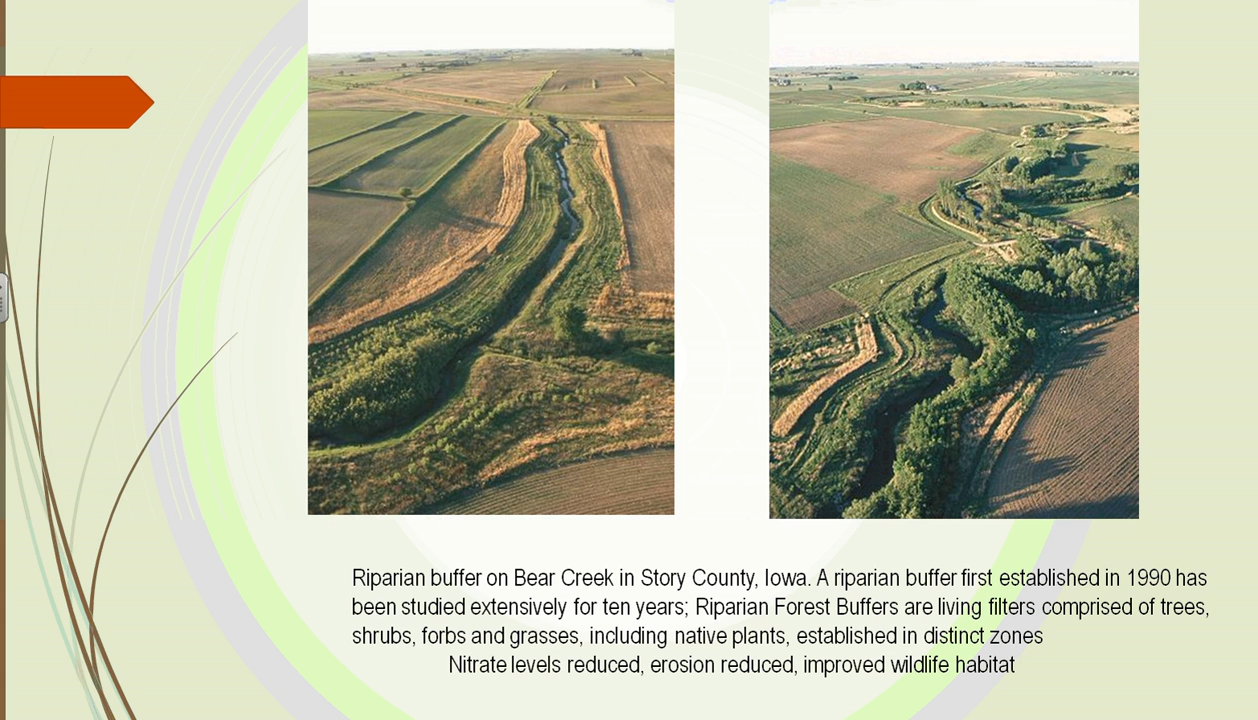 Riparian buffer on Bear Creek in Story County, Iowa. A riparian buffer first established in 1990 has
been studied extensively for ten years; Riparian Forest Buffers are living filters comprised of trees,
shrubs, forbs and grasses, including native plants, established in distinct zones
Nitrate levels reduced, erosion reduced, improved wildlife habitat